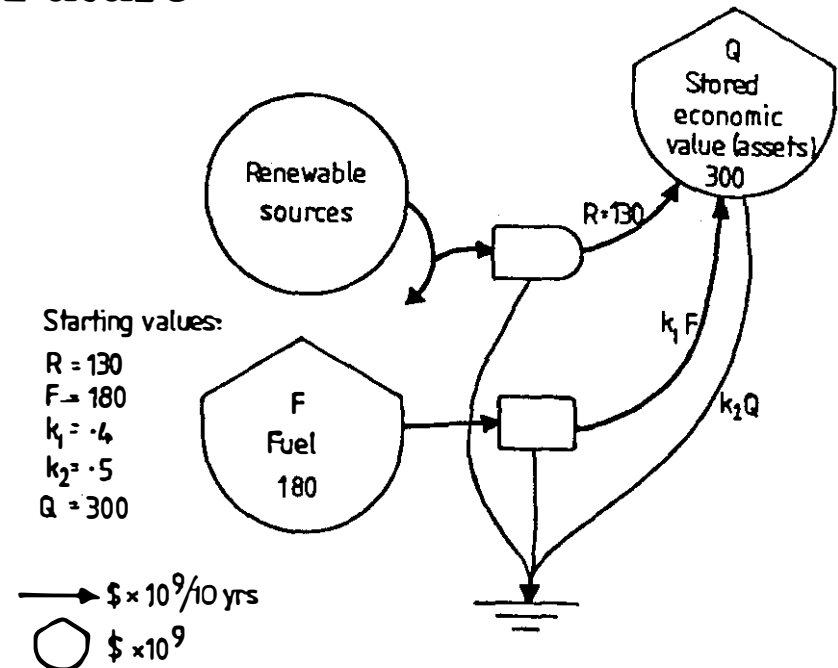 Q
Stored
economic
value (assets)
300
Renewable
sources
R=130
Starting values:
R = 130
F = 180
k₁ = .4
k₂ = .5
Q = 300
F
Fuel
180
k₁F
k₂Q
$ × 10⁹/10 yrs
$ ×10⁹